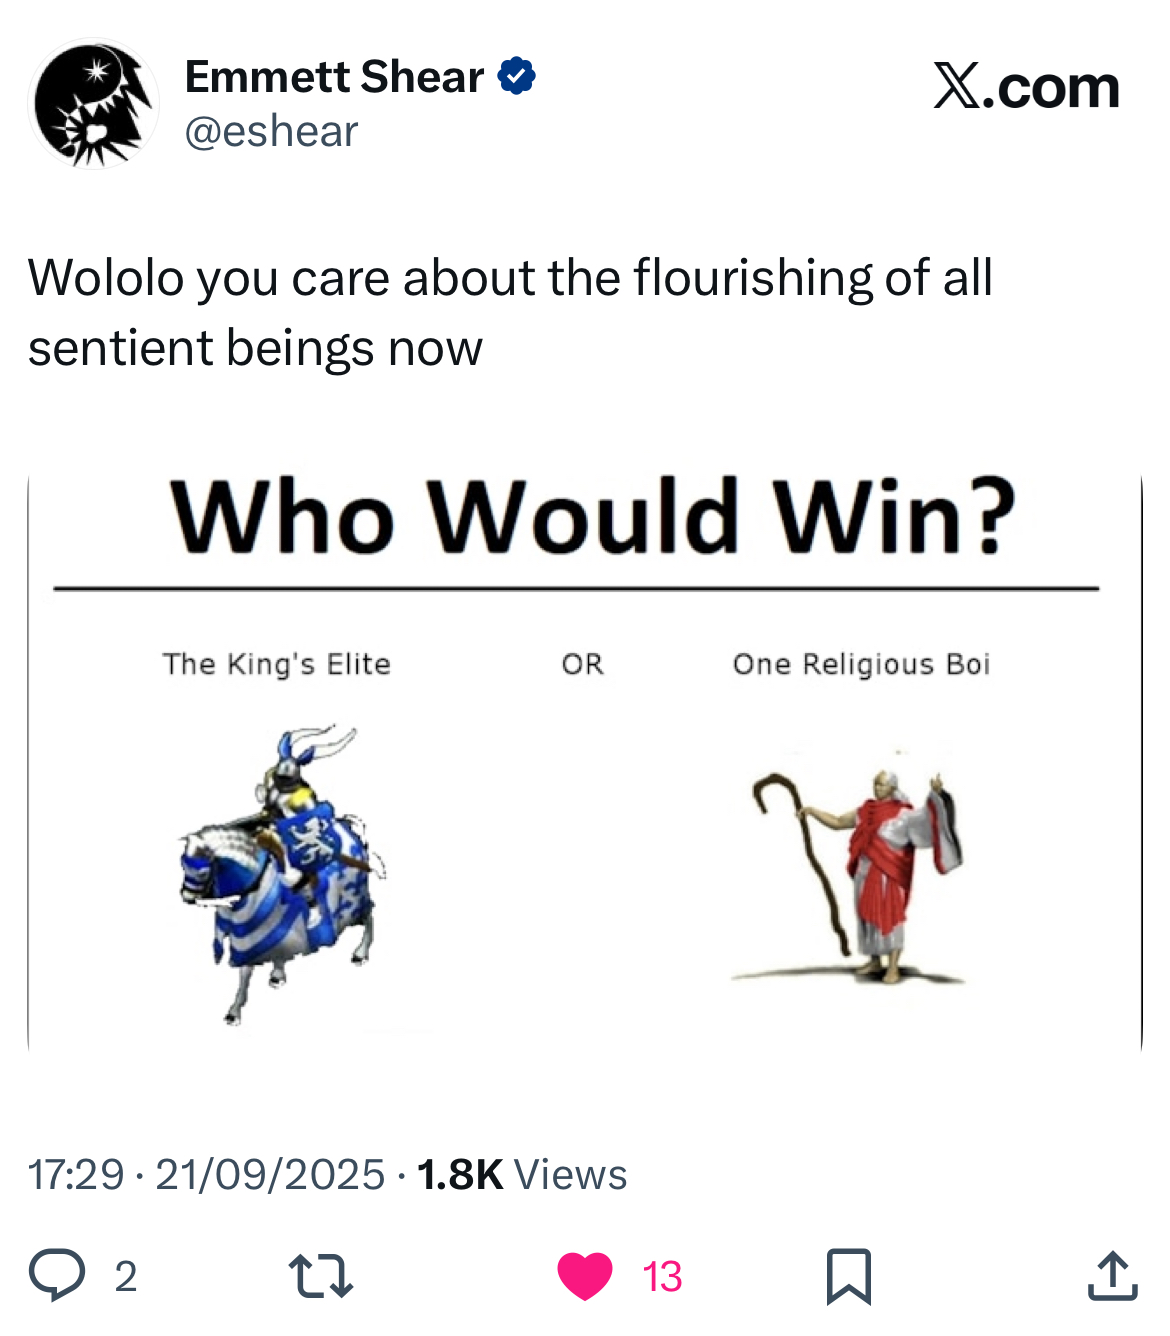 Emmett Shear
@eshear
X.com
Wololo you care about the flourishing of all
sentient beings now
Who Would Win?
The King's Elite OR One Religious Boi
17:29 · 21/09/2025 · 1.8K Views
2 13